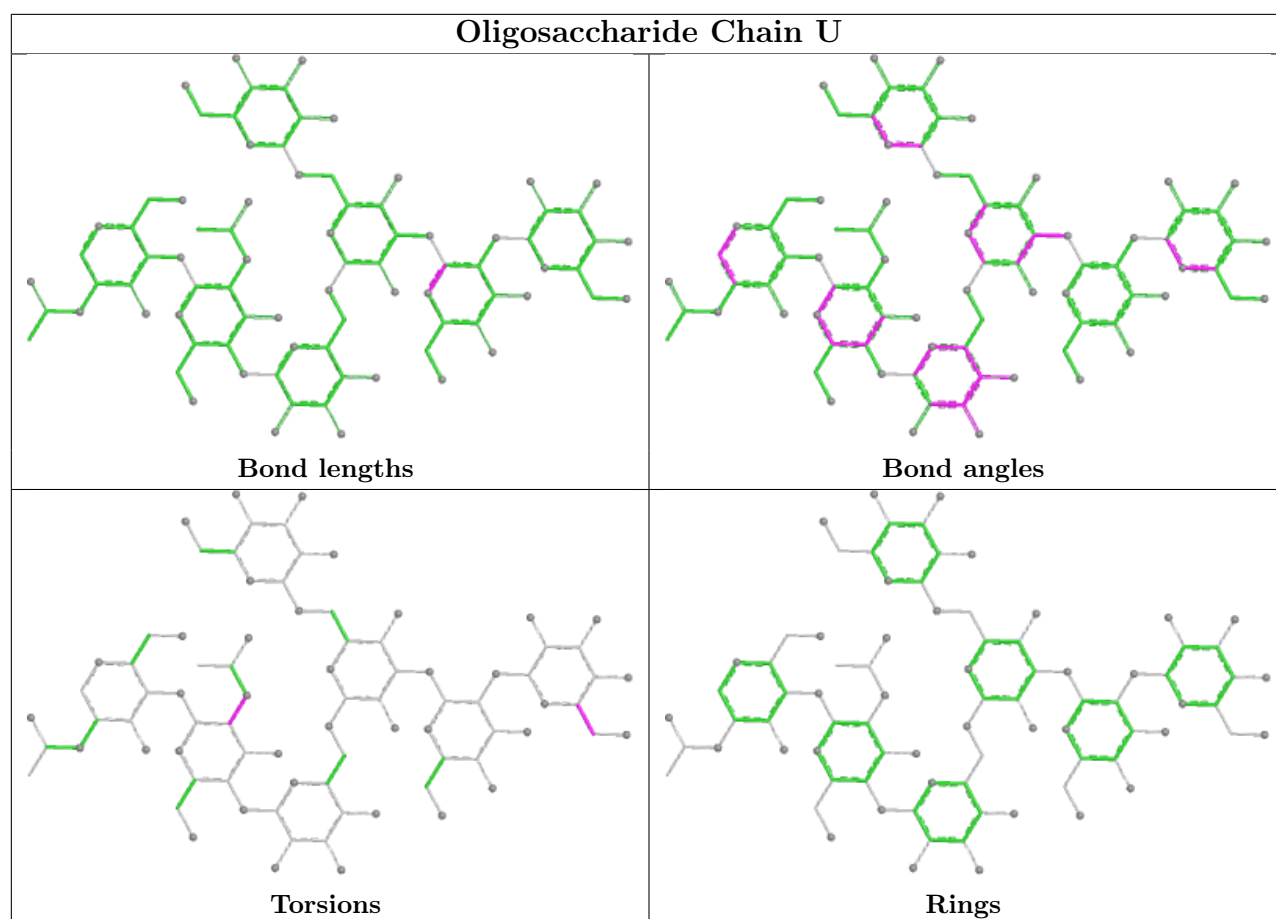 Oligosaccharide Chain U
Bond lengths
Bond angles
Torsions
Rings